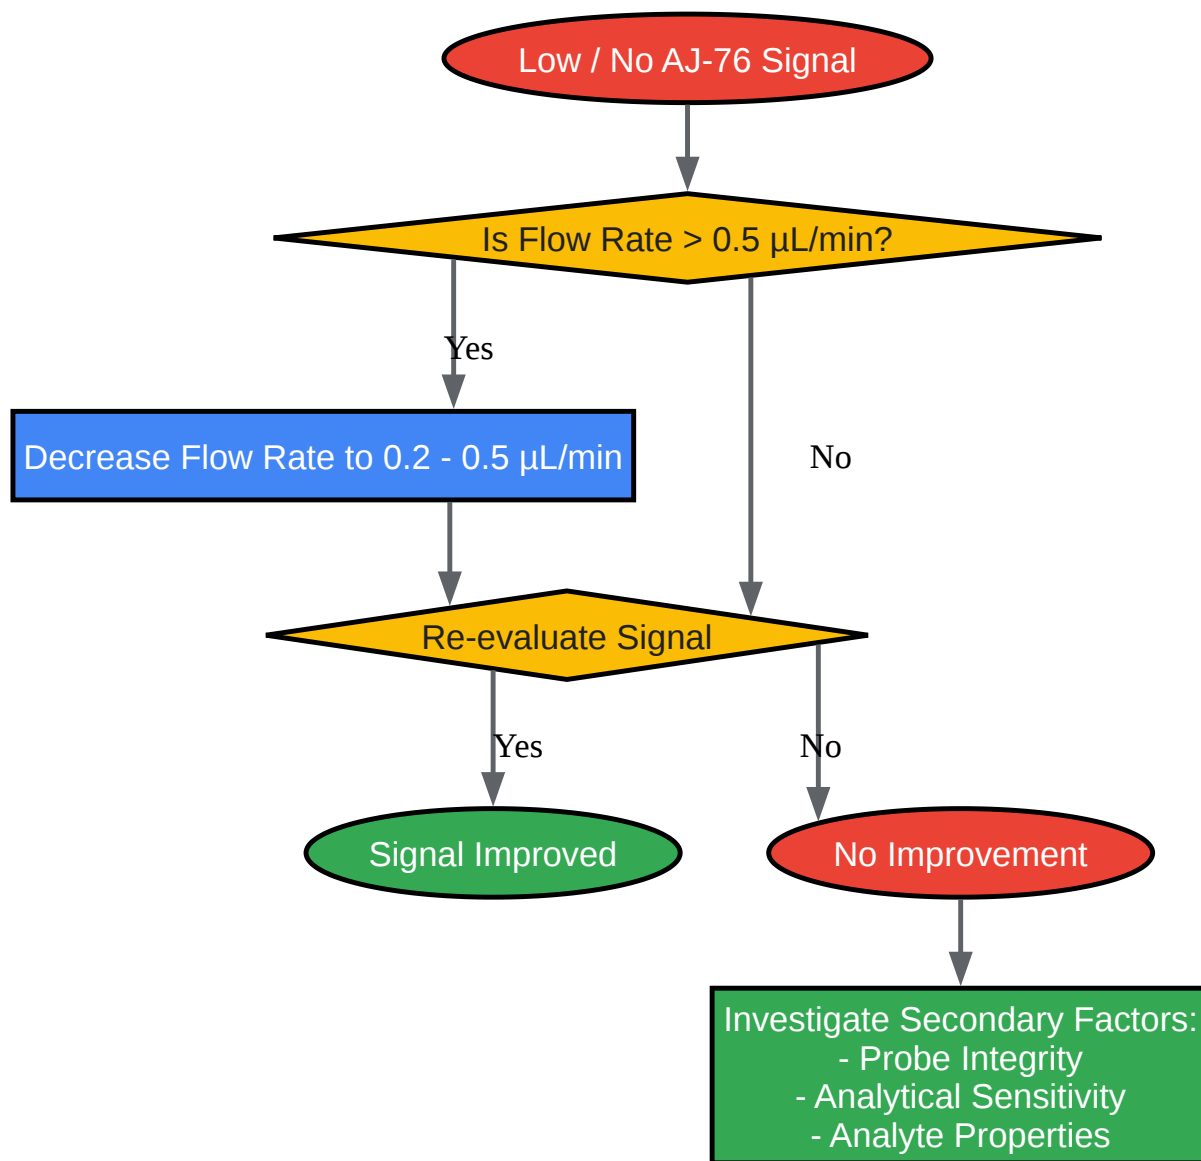 Low / No AJ-76 Signal
Is Flow Rate > 0.5 µL/min?
Yes
Decrease Flow Rate to 0.2 - 0.5 µL/min
No
Re-evaluate Signal
Yes
No
Signal Improved
No Improvement
Investigate Secondary Factors:
- Probe Integrity
- Analytical Sensitivity
- Analyte Properties